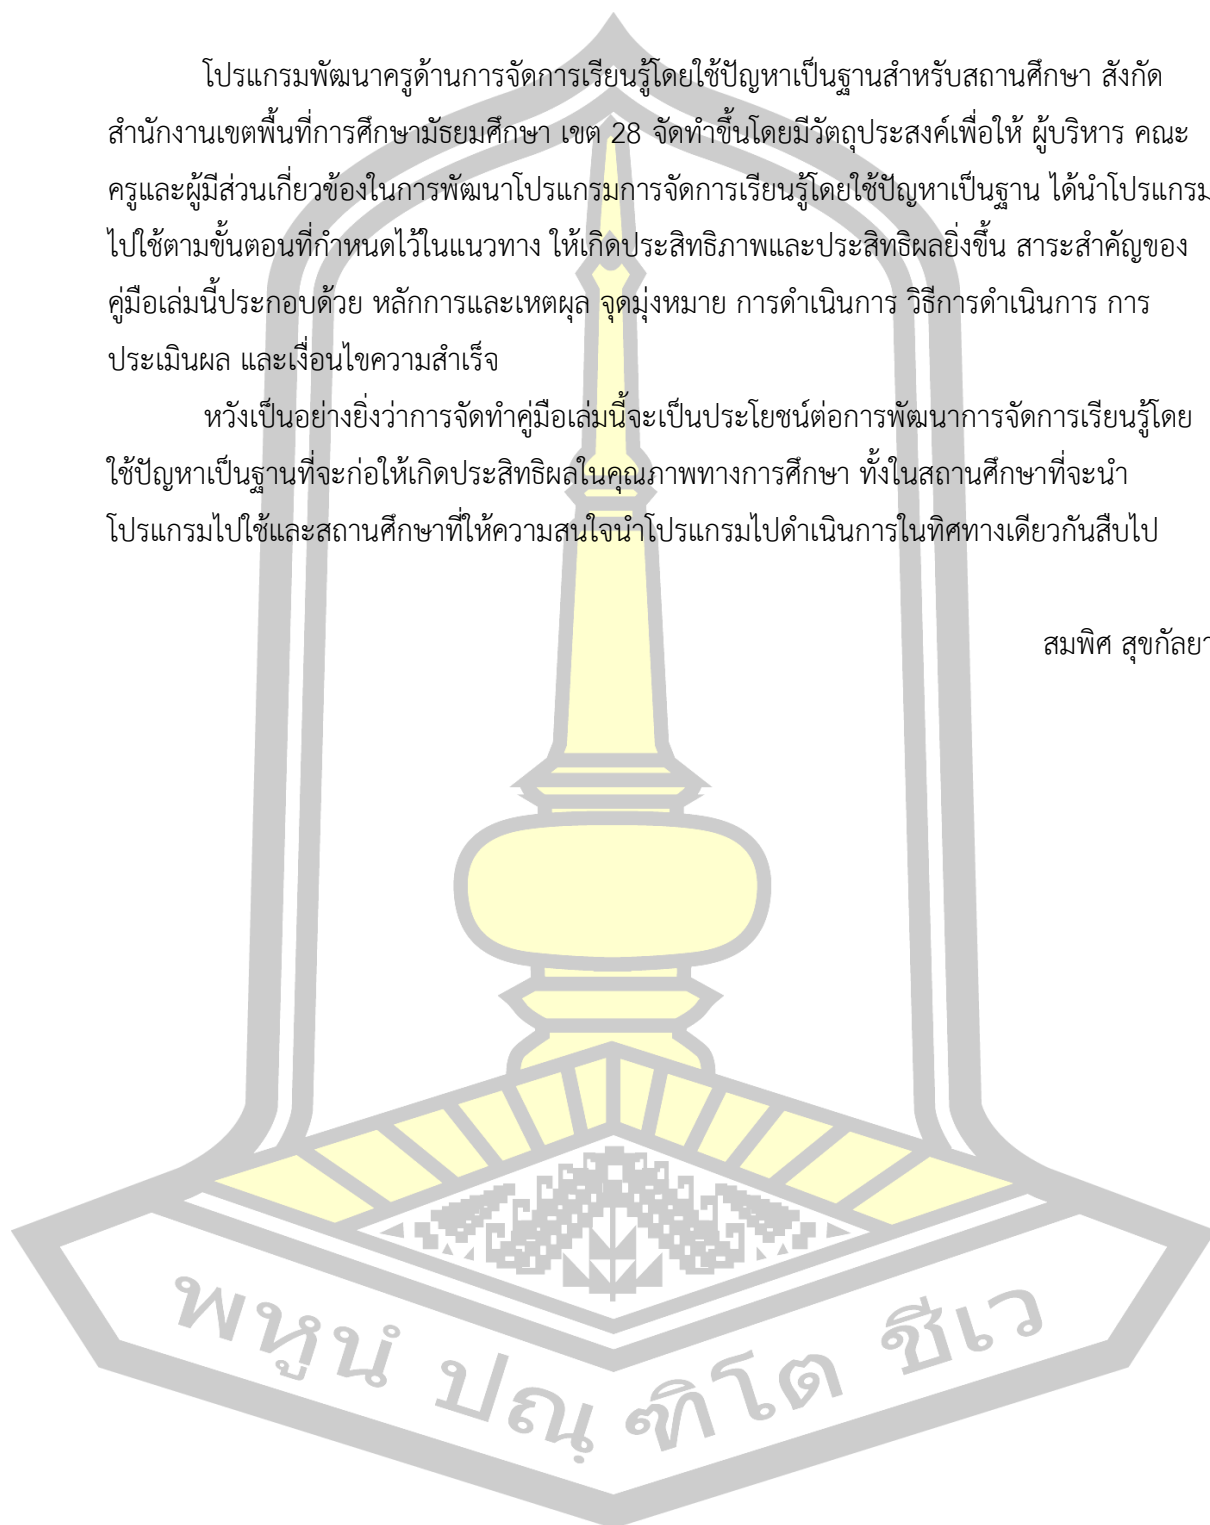 โปรแกรมพัฒนาครูด้านการจัดการเรียนรู้โดยใช้ปัญหาเป็นฐานสำหรับสถานศึกษา สังกัด
สำนักงานเขตพื้นที่การศึกษามัธยมศึกษา เขต 28 จัดทำขึ้นโดยมีวัตถุประสงค์เพื่อให้ ผู้บริหาร คณะ
ครูและผู้มีส่วนเกี่ยวข้องในการพัฒนาโปรแกรมการจัดการเรียนรู้โดยใช้ปัญหาเป็นฐาน ได้นำโปรแกรม
ไปใช้ตามขั้นตอนที่กำหนดไว้ในแนวทาง ให้เกิดประสิทธิภาพและประสิทธิผลยิ่งขึ้น สาระสำคัญของ
คู่มือเล่มนี้ประกอบด้วย หลักการและเหตุผล จุดมุ่งหมาย การดำเนินการ วิธีการดำเนินการ การ
ประเมินผล และเงื่อนไขความสำเร็จ
หวังเป็นอย่างยิ่งว่าการจัดทำคู่มือเล่มนี้จะเป็นประโยชน์ต่อการพัฒนาการจัดการเรียนรู้โดย
ใช้ปัญหาเป็นฐานที่จะก่อให้เกิดประสิทธิผลในคุณภาพทางการศึกษา ทั้งในสถานศึกษาที่จะนำ
โปรแกรมไปใช้และสถานศึกษาที่ให้ความสนใจนำโปรแกรมไปดำเนินการในทิศทางเดียวกันสืบไป
สมพิศ สุขกัลยา
พหูนํ ปณฺฑิโต ชีเว